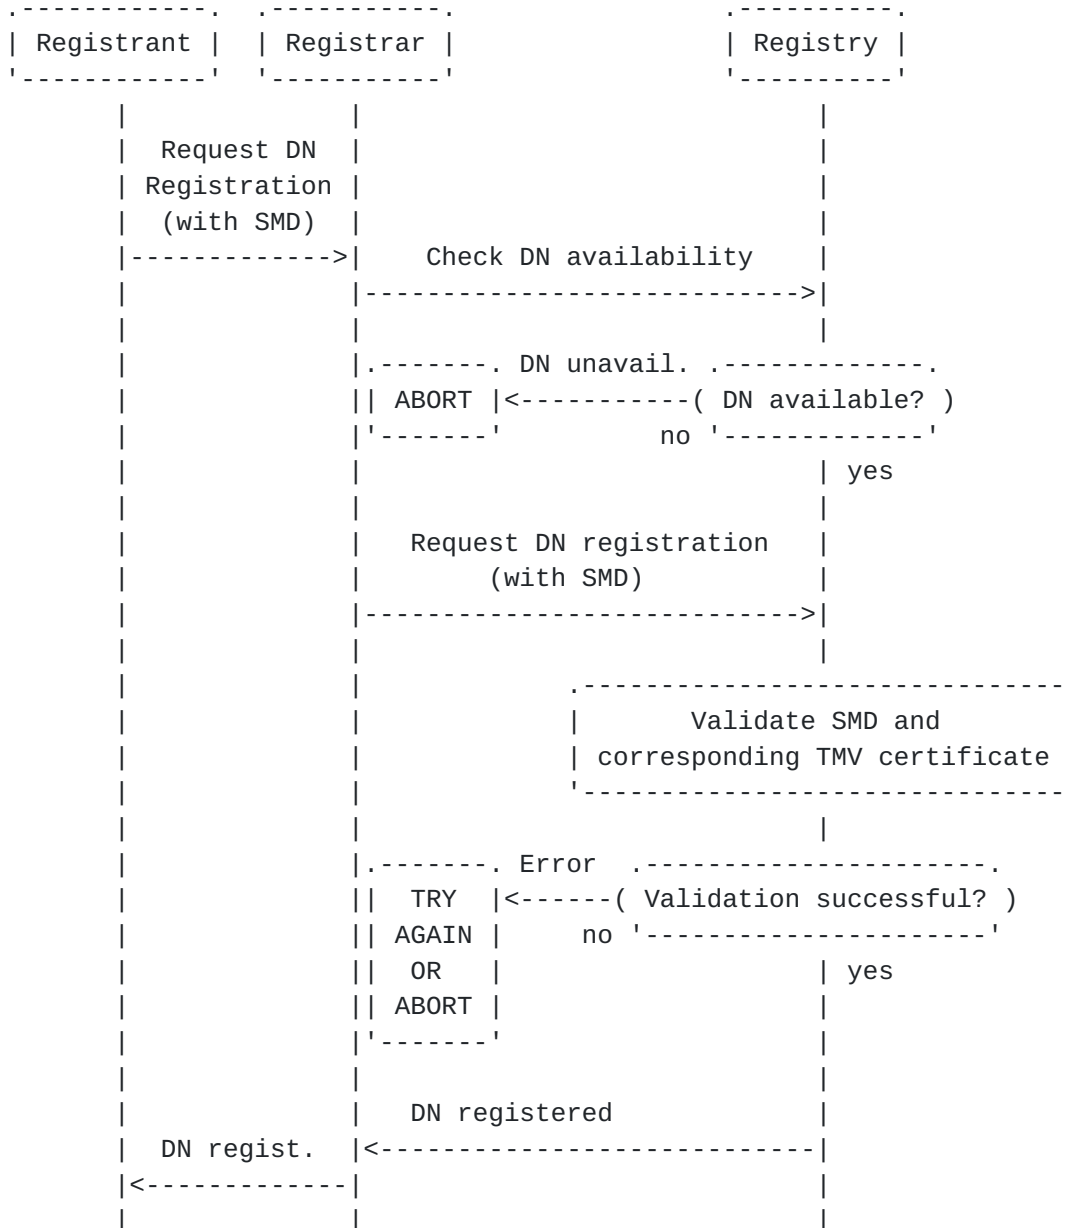 Registrant Registrar Registry
Request DN
Registration
(with SMD)
Check DN availability
DN unavail.
ABORT DN available?
no
yes
Request DN registration
(with SMD)
Validate SMD and
corresponding TMV certificate
Error
TRY Validation successful?
AGAIN no
OR yes
ABORT
DN registered
DN regist.